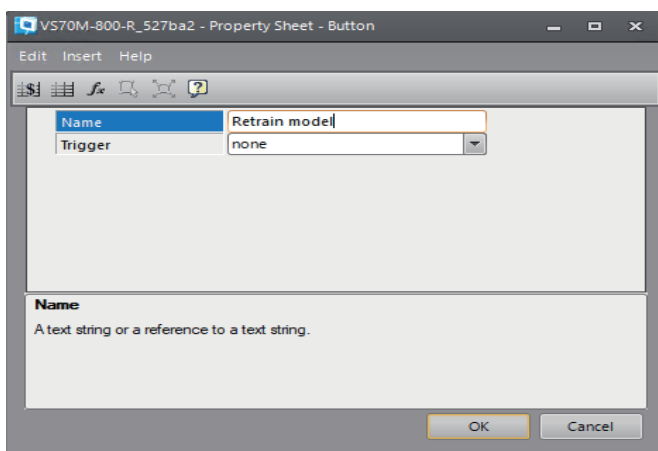 VS70M-800-R_527ba2 - Property Sheet - Button
Edit Insert Help
$ fx ?
Name Retrain model
Trigger none
Name
A text string or a reference to a text string.
OK Cancel